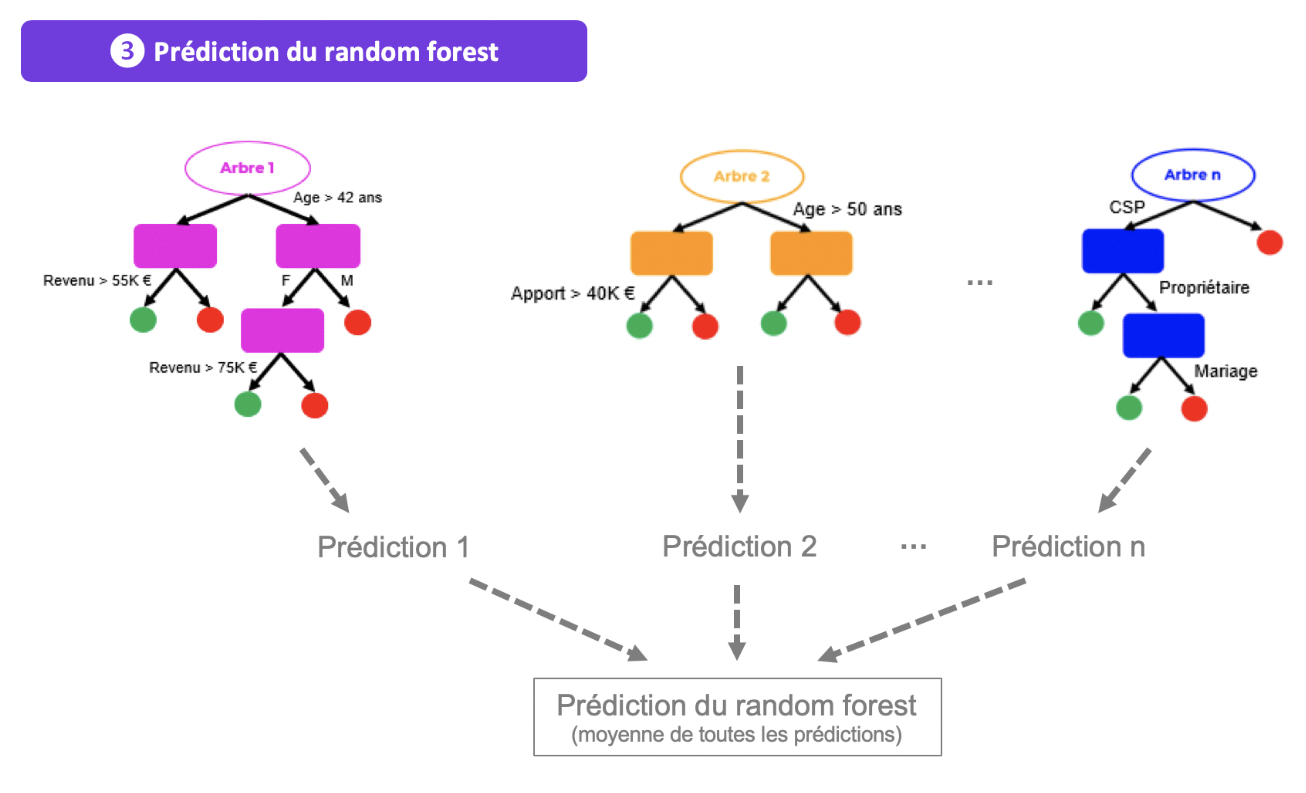 3 Prédiction du random forest
Arbre 1
Age > 42 ans
Revenu > 55K €
F
M
Revenu > 75K €
Arbre 2
Age > 50 ans
Apport > 40K €
...
Arbre n
CSP
Propriétaire
Mariage
Prédiction 1
Prédiction 2
...
Prédiction n
Prédiction du random forest
(moyenne de toutes les prédictions)